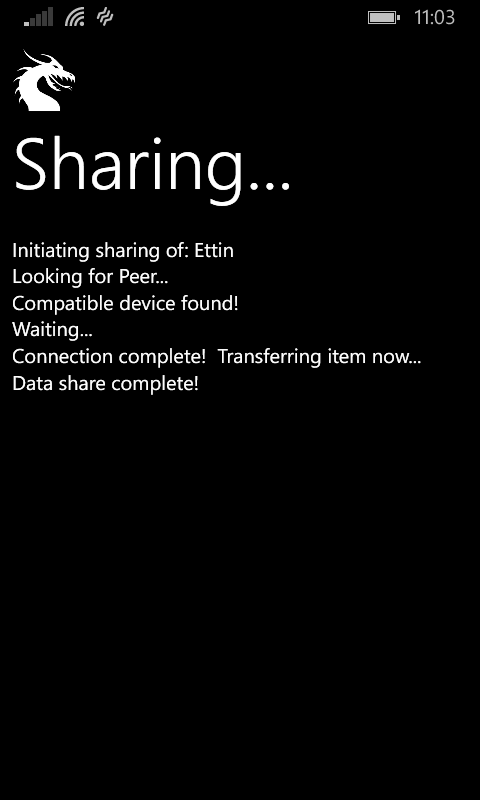 11:03
Sharing...
Initiating sharing of: Ettin
Looking for Peer...
Compatible device found!
Waiting...
Connection complete!  Transferring item now...
Data share complete!